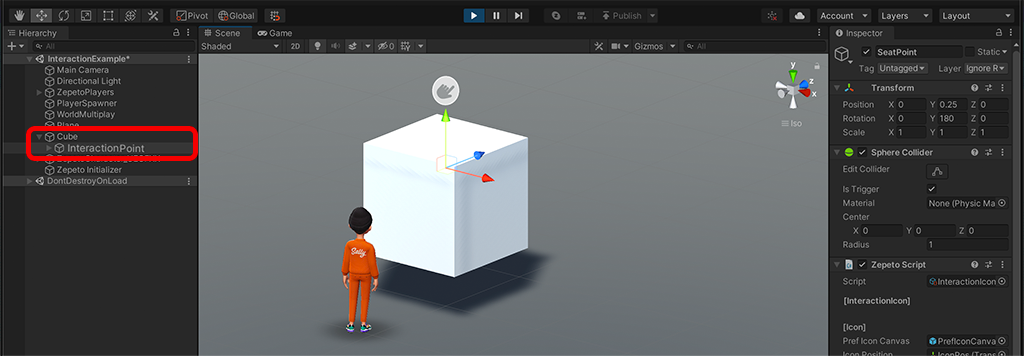 Pivot Global Publish Account Layers Layout
Hierarchy
All
InteractionExample*
Main Camera
Directional Light
ZepetoPlayers
PlayerSpawner
WorldMultiplay
Plane
Cube
InteractionPoint
Zepeto Initializer
DontDestroyOnLoad
Scene Game
Shaded 2D Gizmos All
y
z
x
Iso
Sally
Inspector
SeatPoint Static
Tag Untagged Layer Ignore R
Transform
Position X 0 Y 0.25 Z 0
Rotation X 0 Y 180 Z 0
Scale X 1 Y 1 Z 1
Sphere Collider
Edit Collider
Is Trigger
Material None (Physic Ma
Center
X 0 Y 0 Z 0
Radius 1
Zepeto Script
Script InteractionIcon
[InteractionIcon]
[Icon]
Pref Icon Canvas PrefIconCanva
Icon Position IconPos (Trans